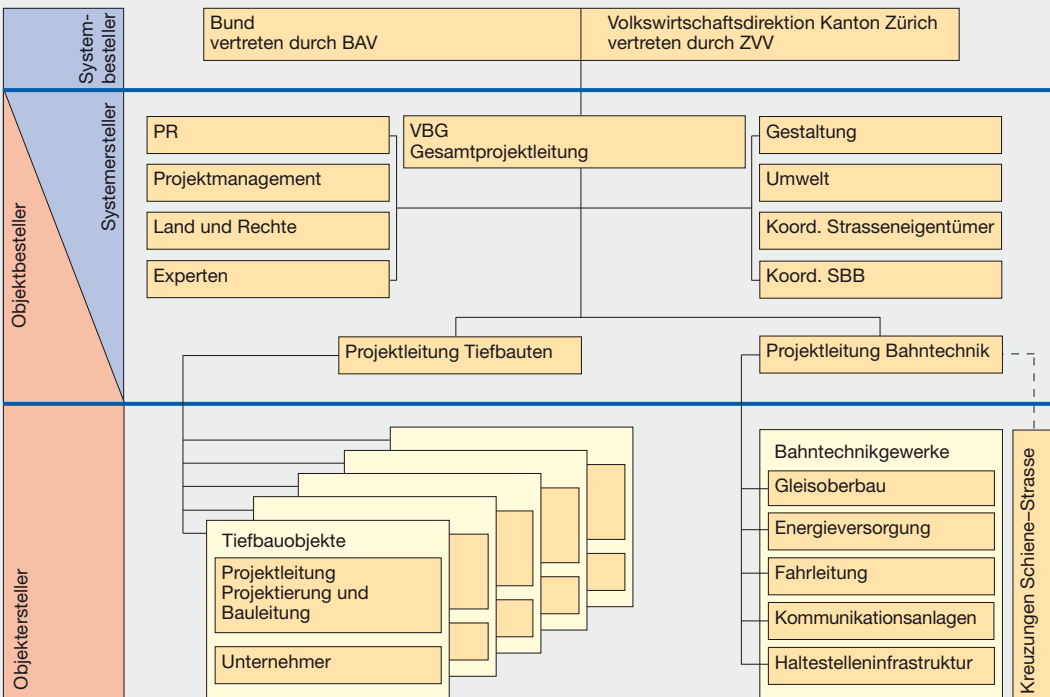 System-
besteller
Bund
vertreten durch BAV
Volkswirtschaftsdirektion Kanton Zürich
vertreten durch ZVV
Objektbesteller
Systemersteller
PR
Projektmanagement
Land und Rechte
Experten
VBG
Gesamtprojektleitung
Gestaltung
Umwelt
Koord. Strasseneigentümer
Koord. SBB
Projektleitung Tiefbauten
Projektleitung Bahntechnik
Objektersteller
Tiefbauobjekte
Projektleitung
Projektierung und
Bauleitung
Unternehmer
Bahntechnikgewerke
Gleisoberbau
Energieversorgung
Fahrleitung
Kommunikationsanlagen
Haltestelleninfrastruktur
Kreuzungen Schiene–Strasse